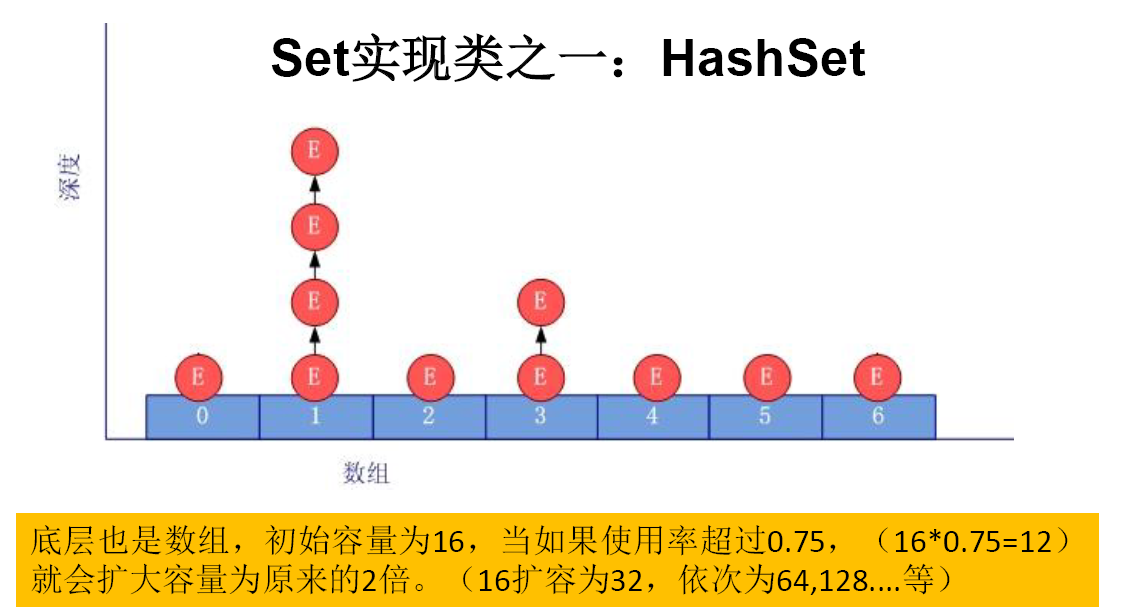 Set实现类之一：HashSet
深度
E
E
E
E E
E E E E E E E
0 1 2 3 4 5 6
数组
底层也是数组，初始容量为16，当如果使用率超过0.75，（16*0.75=12）
就会扩大容量为原来的2倍。（16扩容为32，依次为64,128....等）